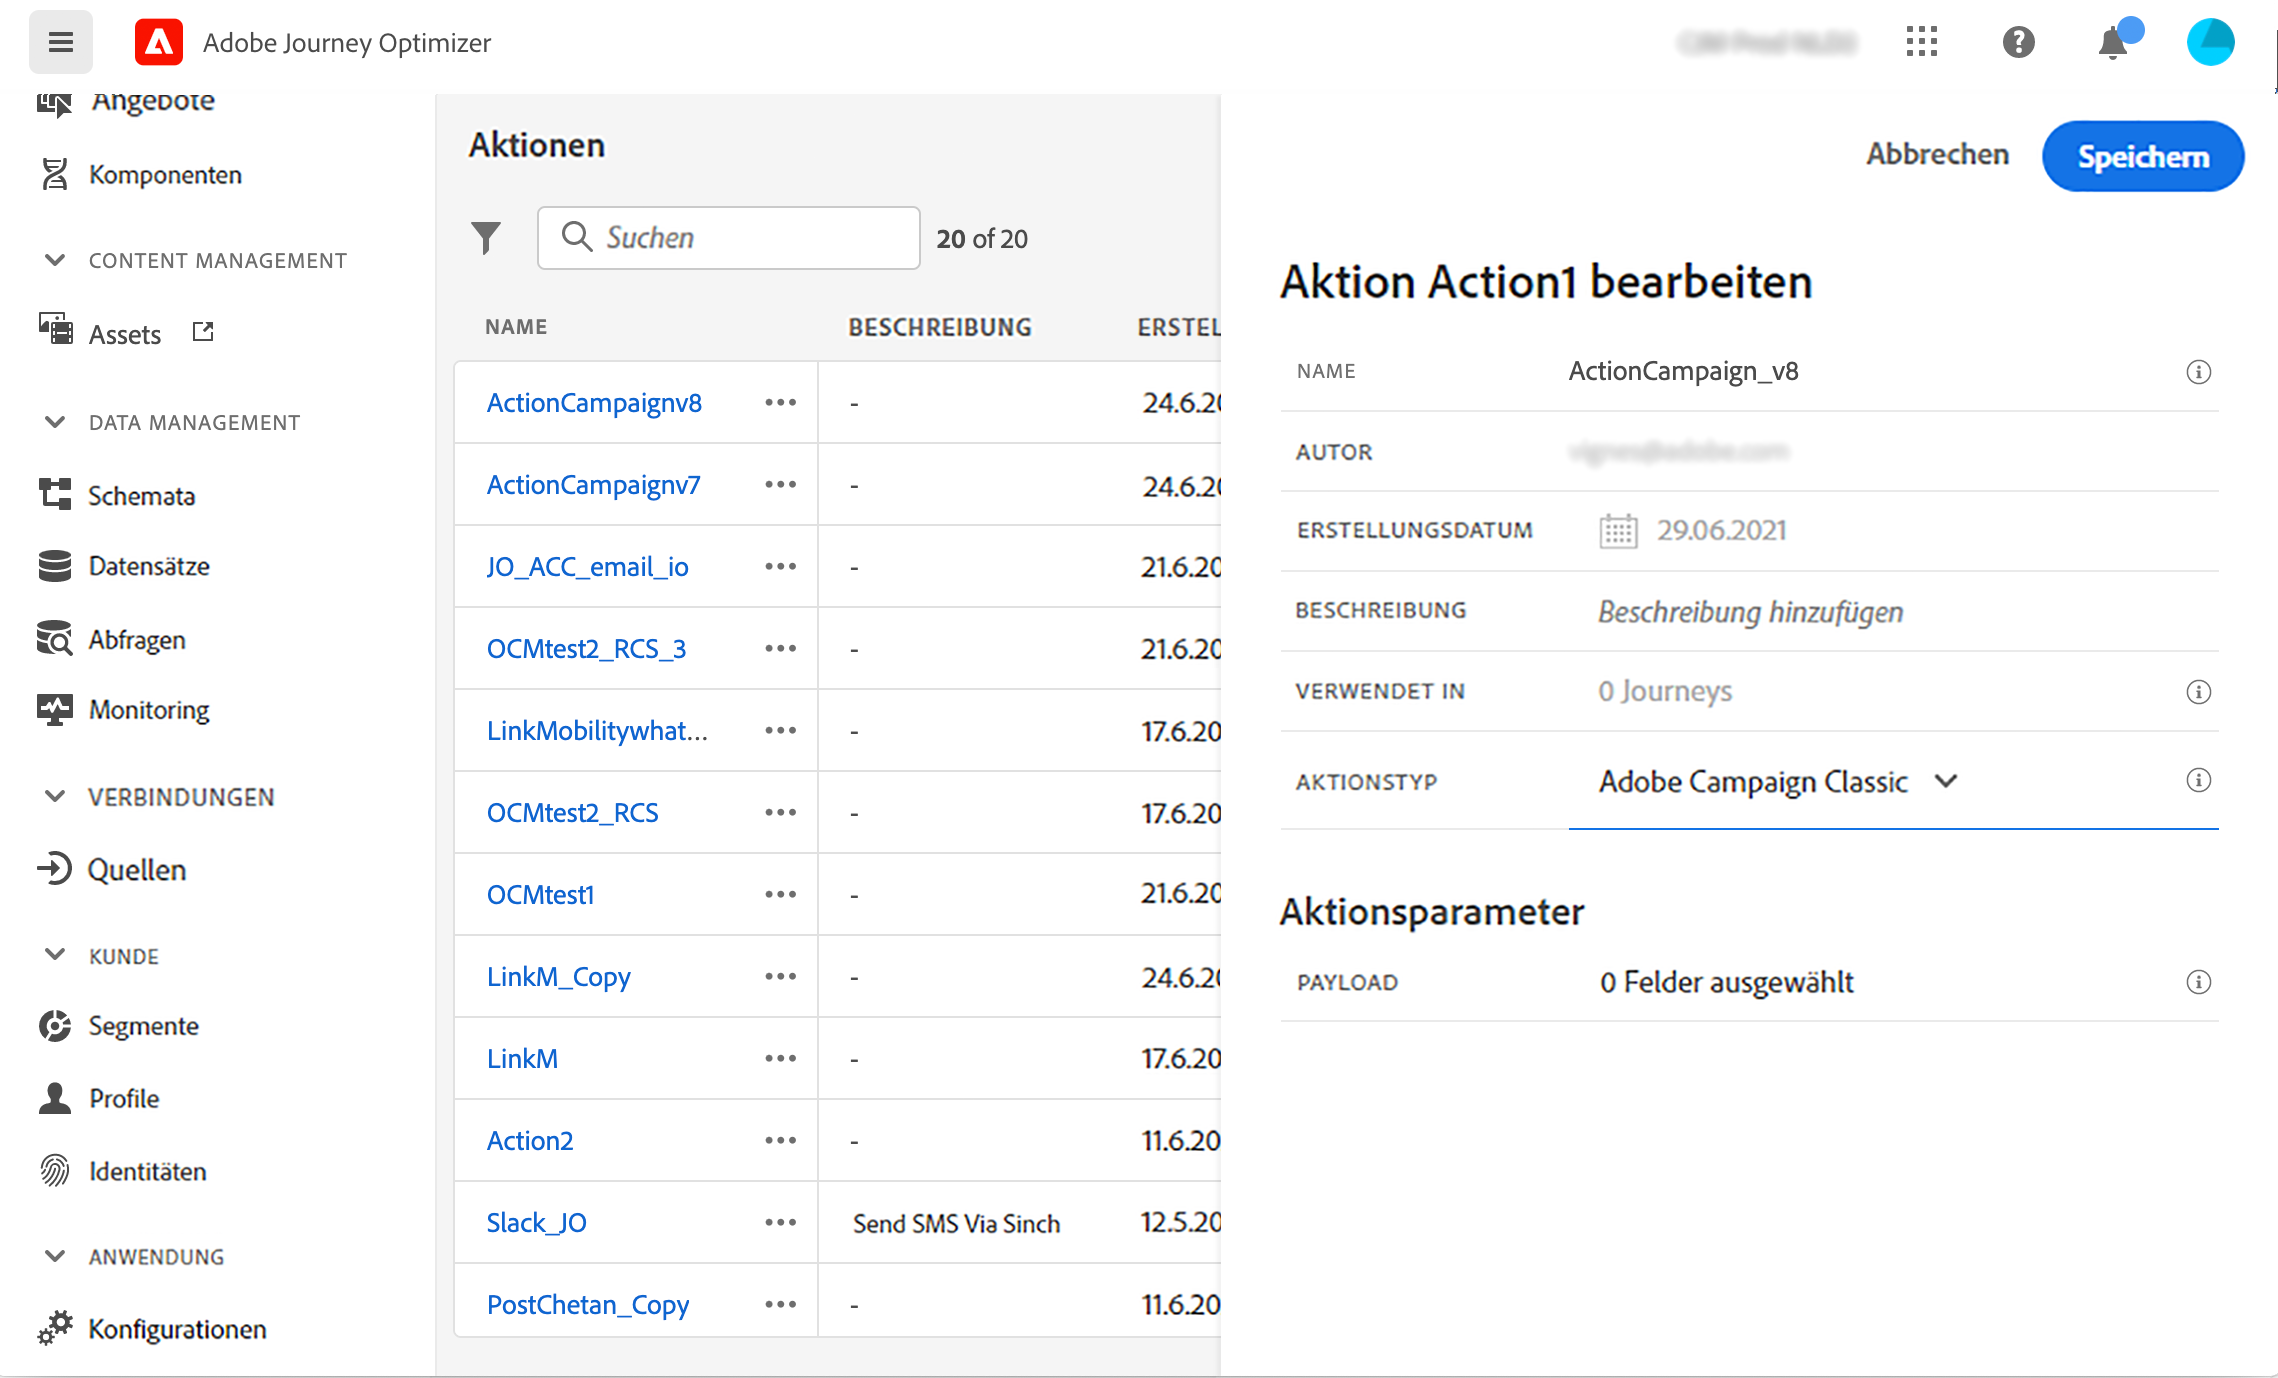 Adobe Journey Optimizer
Angebote
Komponenten
CONTENT MANAGEMENT
Assets
DATA MANAGEMENT
Schemata
Datensätze
Abfragen
Monitoring
VERBINDUNGEN
Quellen
KUNDE
Segmente
Profile
Identitäten
ANWENDUNG
Konfigurationen
Aktionen
Suchen
20 of 20
NAME BESCHREIBUNG ERSTEL
ActionCampaignv8 ••• - 24.6.20
ActionCampaignv7 ••• - 24.6.20
JO_ACC_email_io ••• - 21.6.20
OCMtest2_RCS_3 ••• - 21.6.20
LinkMobilitywhat... ••• - 17.6.20
OCMtest2_RCS ••• - 17.6.20
OCMtest1 ••• - 21.6.20
LinkM_Copy ••• - 24.6.20
LinkM ••• - 17.6.20
Action2 ••• - 11.6.20
Slack_JO ••• Send SMS Via Sinch 12.5.20
PostChetan_Copy ••• - 11.6.20
Abbrechen
Speichern
Aktion Action1 bearbeiten
NAME ActionCampaign_v8
AUTOR
ERSTELLUNGSDATUM 29.06.2021
BESCHREIBUNG Beschreibung hinzufügen
VERWENDET IN 0 Journeys
AKTIONSTYP Adobe Campaign Classic
Aktionsparameter
PAYLOAD 0 Felder ausgewählt